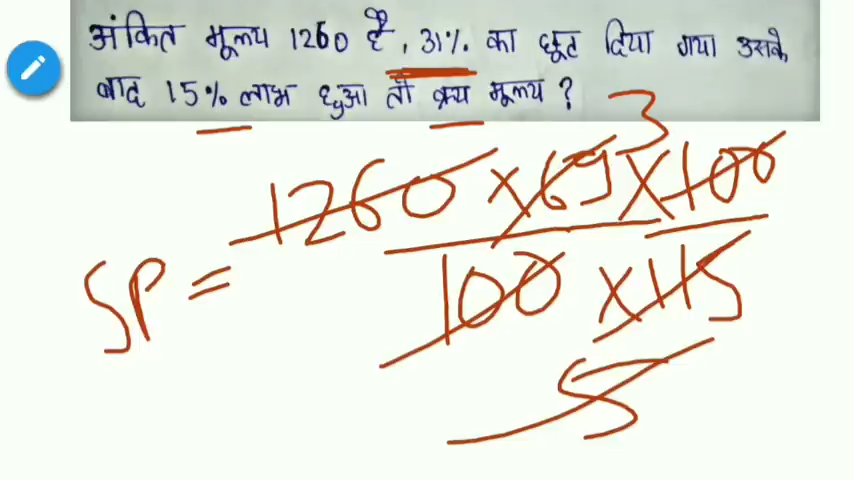 अंकित मूल्य 1260 है, 31% का छूट दिया गया उसके
बाद 15% लाभ हुआ तो क्रय मूल्य ?
3
1260 × 69 × 100
SP =
100 × 115
5